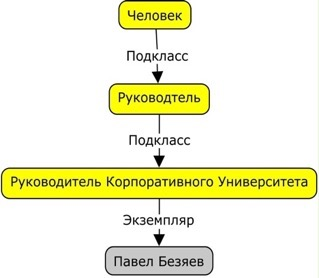 Человек
Подкласс
Руководтель
Подкласс
Руководитель Корпоративного Университета
Экземпляр
Павел Безяев